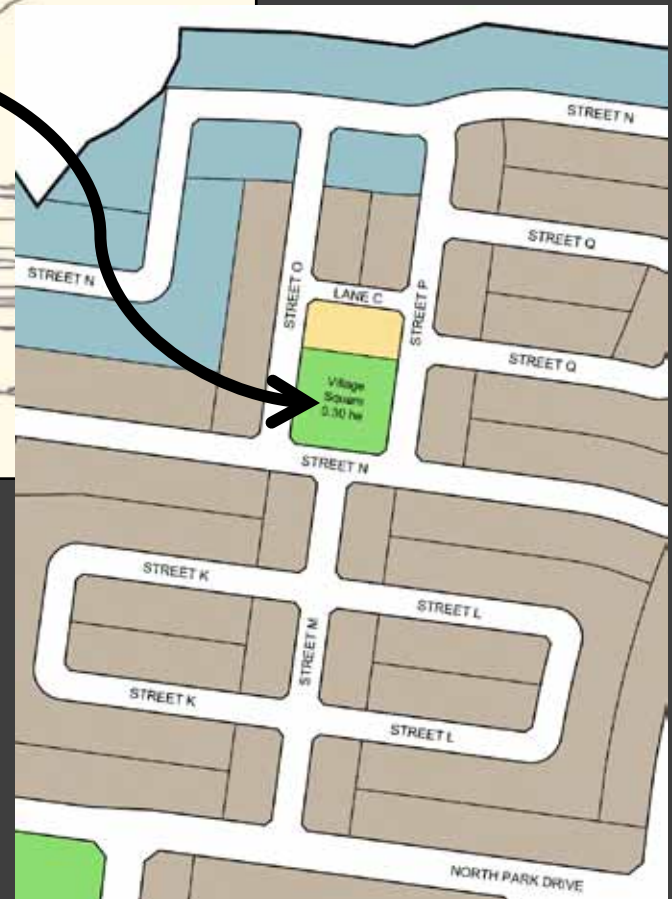 STREET N
STREET Q
STREET N
STREET O
LANE C
STREET P
STREET Q
Village
Square
0.30 ha
STREET N
STREET K
STREET L
STREET M
STREET K
STREET L
NORTH PARK DRIVE